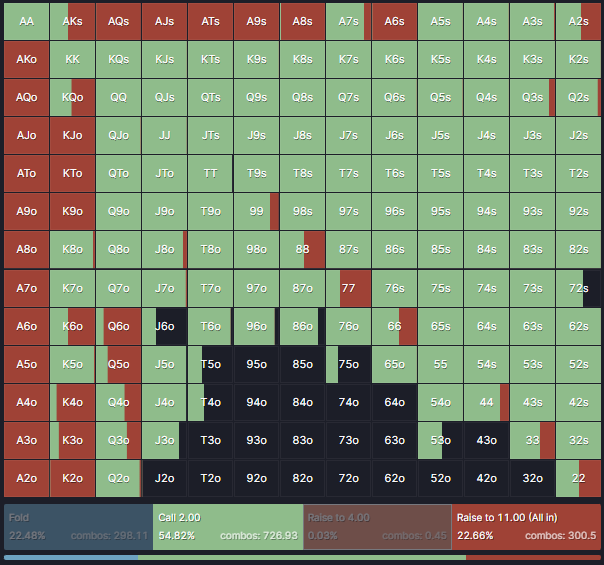 AA AKs AQs AJs ATs A9s A8s A7s A6s A5s A4s A3s A2s
AKo KK KQs KJs KTs K9s K8s K7s K6s K5s K4s K3s K2s
AQo KQo QQ QJs QTs Q9s Q8s Q7s Q6s Q5s Q4s Q3s Q2s
AJo KJo QJo JJ JTs J9s J8s J7s J6s J5s J4s J3s J2s
ATo KTo QTo JTo TT T9s T8s T7s T6s T5s T4s T3s T2s
A9o K9o Q9o J9o T9o 99 98s 97s 96s 95s 94s 93s 92s
A8o K8o Q8o J8o T8o 98o 88 87s 86s 85s 84s 83s 82s
A7o K7o Q7o J7o T7o 97o 87o 77 76s 75s 74s 73s 72s
A6o K6o Q6o J6o T6o 96o 86o 76o 66 65s 64s 63s 62s
A5o K5o Q5o J5o T5o 95o 85o 75o 65o 55 54s 53s 52s
A4o K4o Q4o J4o T4o 94o 84o 74o 64o 54o 44 43s 42s
A3o K3o Q3o J3o T3o 93o 83o 73o 63o 53o 43o 33 32s
A2o K2o Q2o J2o T2o 92o 82o 72o 62o 52o 42o 32o 22
Fold Call 2.00 Raise to 4.00 Raise to 11.00 (All in)
22.48% combos: 298.11 54.82% combos: 726.93 0.03% combos: 0.45 22.66% combos: 300.5